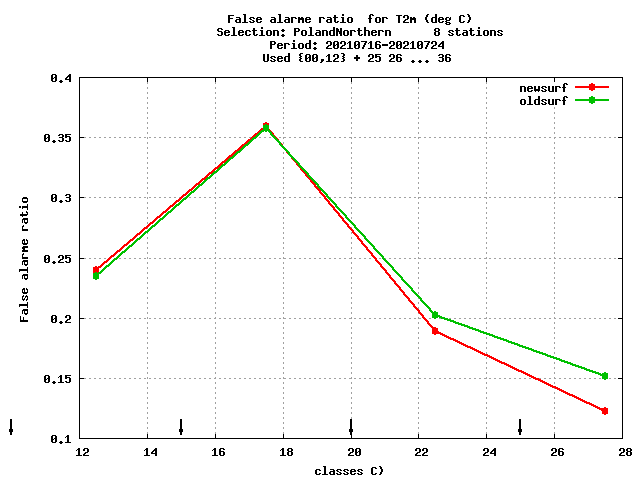 False alarme ratio  for T2m (deg C)
Selection: PolandNorthern      8 stations
Period: 20210716-20210724
Used {00,12} + 25 26 ... 36
newsurf
oldsurf
0.4
0.35
0.3
0.25
0.2
0.15
0.1
False alarme ratio
12 14 16 18 20 22 24 26 28
classes C)